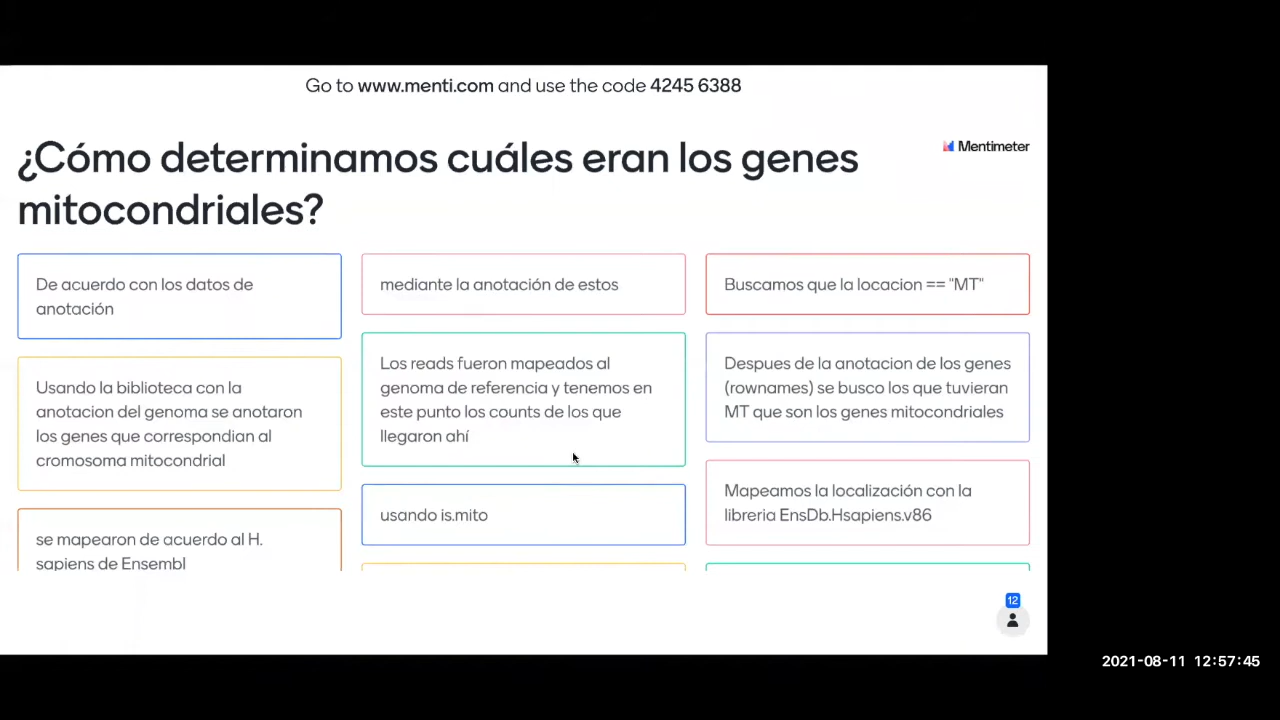 Go to www.menti.com and use the code 4245 6388
¿Cómo determinamos cuáles eran los genes
mitocondriales?
Mentimeter
De acuerdo con los datos de
anotación
Usando la biblioteca con la
anotacion del genoma se anotaron
los genes que correspondian al
cromosoma mitocondrial
se mapearon de acuerdo al H.
sapiens de Ensembl
mediante la anotación de estos
Los reads fueron mapeados al
genoma de referencia y tenemos en
este punto los counts de los que
llegaron ahí
usando is.mito
Buscamos que la locacion == "MT"
Despues de la anotacion de los genes
(rownames) se busco los que tuvieran
MT que son los genes mitocondriales
Mapeamos la localización con la
libreria EnsDb.Hsapiens.v86
12
2021-08-11 12:57:45